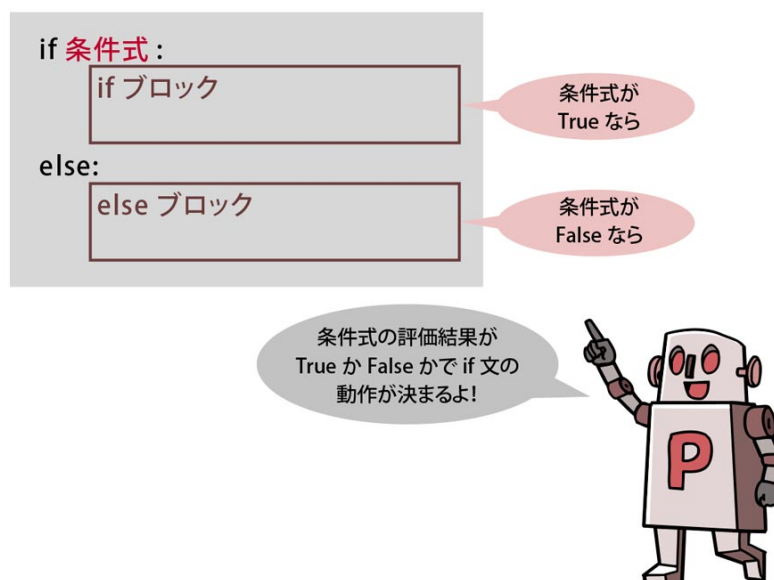 if 条件式 :
if ブロック
条件式が
True なら
else:
else ブロック
条件式が
False なら
条件式の評価結果が
True か False かで if 文の
動作が決まるよ!
P